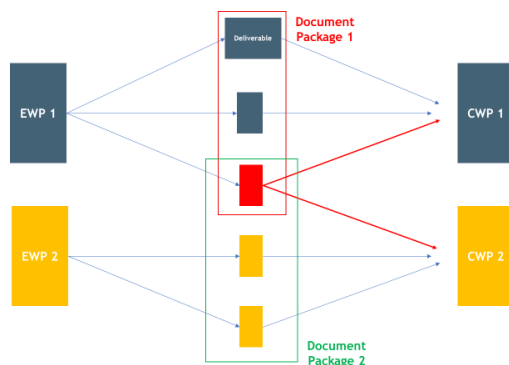 Deliverable
Document
Package 1
EWP 1
CWP 1
EWP 2
CWP 2
Document
Package 2